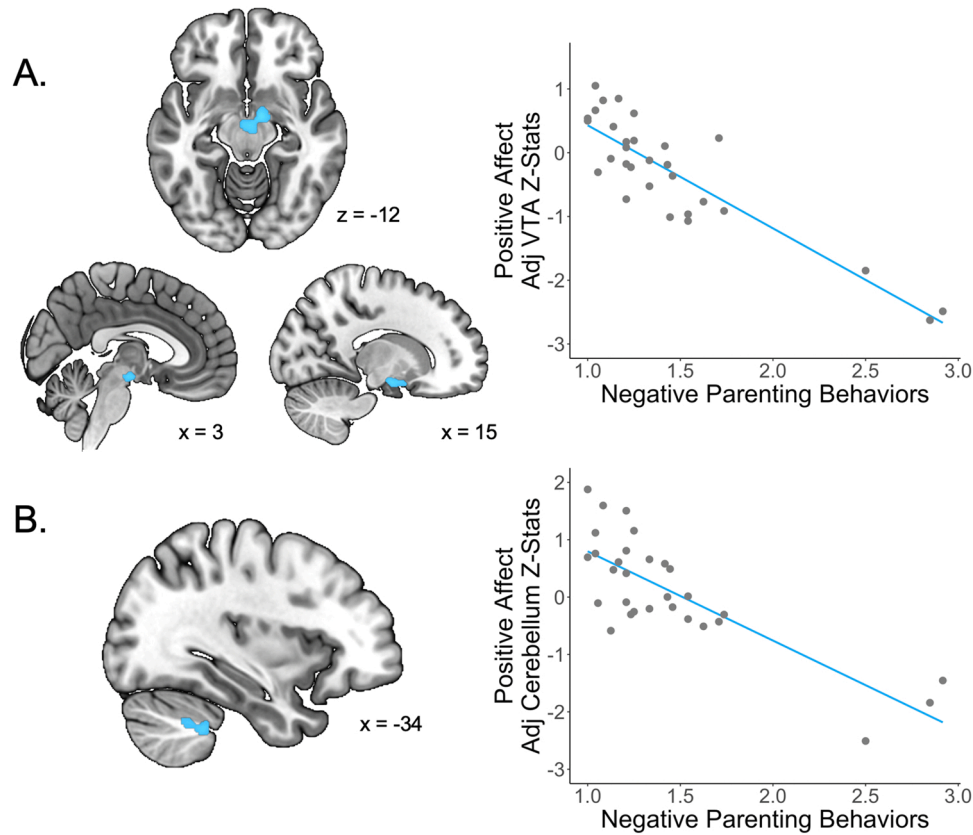 A.
z = -12
x = 3
x = 15
Positive Affect
Adj VTA Z-Stats
1
0
-1
-2
-3
1.0 1.5 2.0 2.5 3.0
Negative Parenting Behaviors
B.
x = -34
Positive Affect
Adj Cerebellum Z-Stats
2
1
0
-1
-2
-3
1.0 1.5 2.0 2.5 3.0
Negative Parenting Behaviors